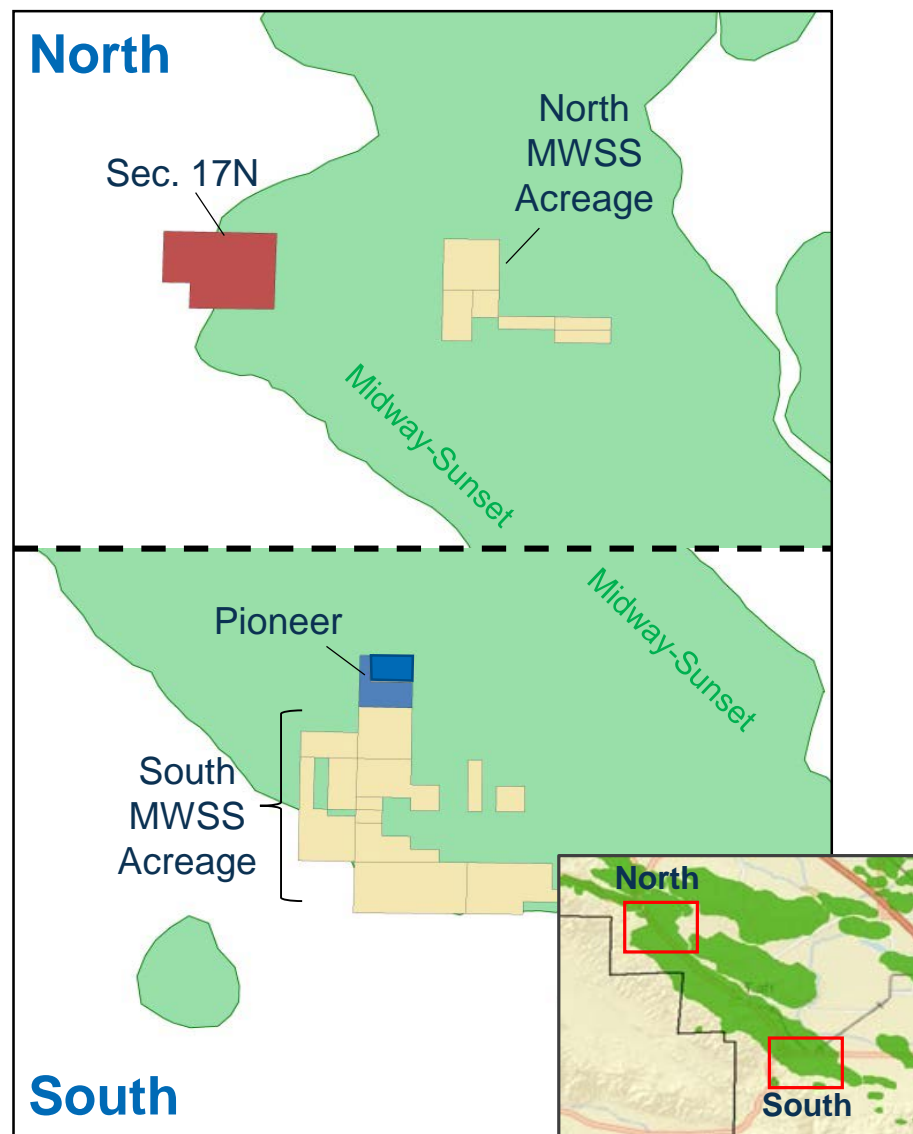 North
North
MWSS
Acreage
Sec. 17N
Midway-Sunset
Midway-Sunset
Pioneer
South
MWSS
Acreage
North
South
South